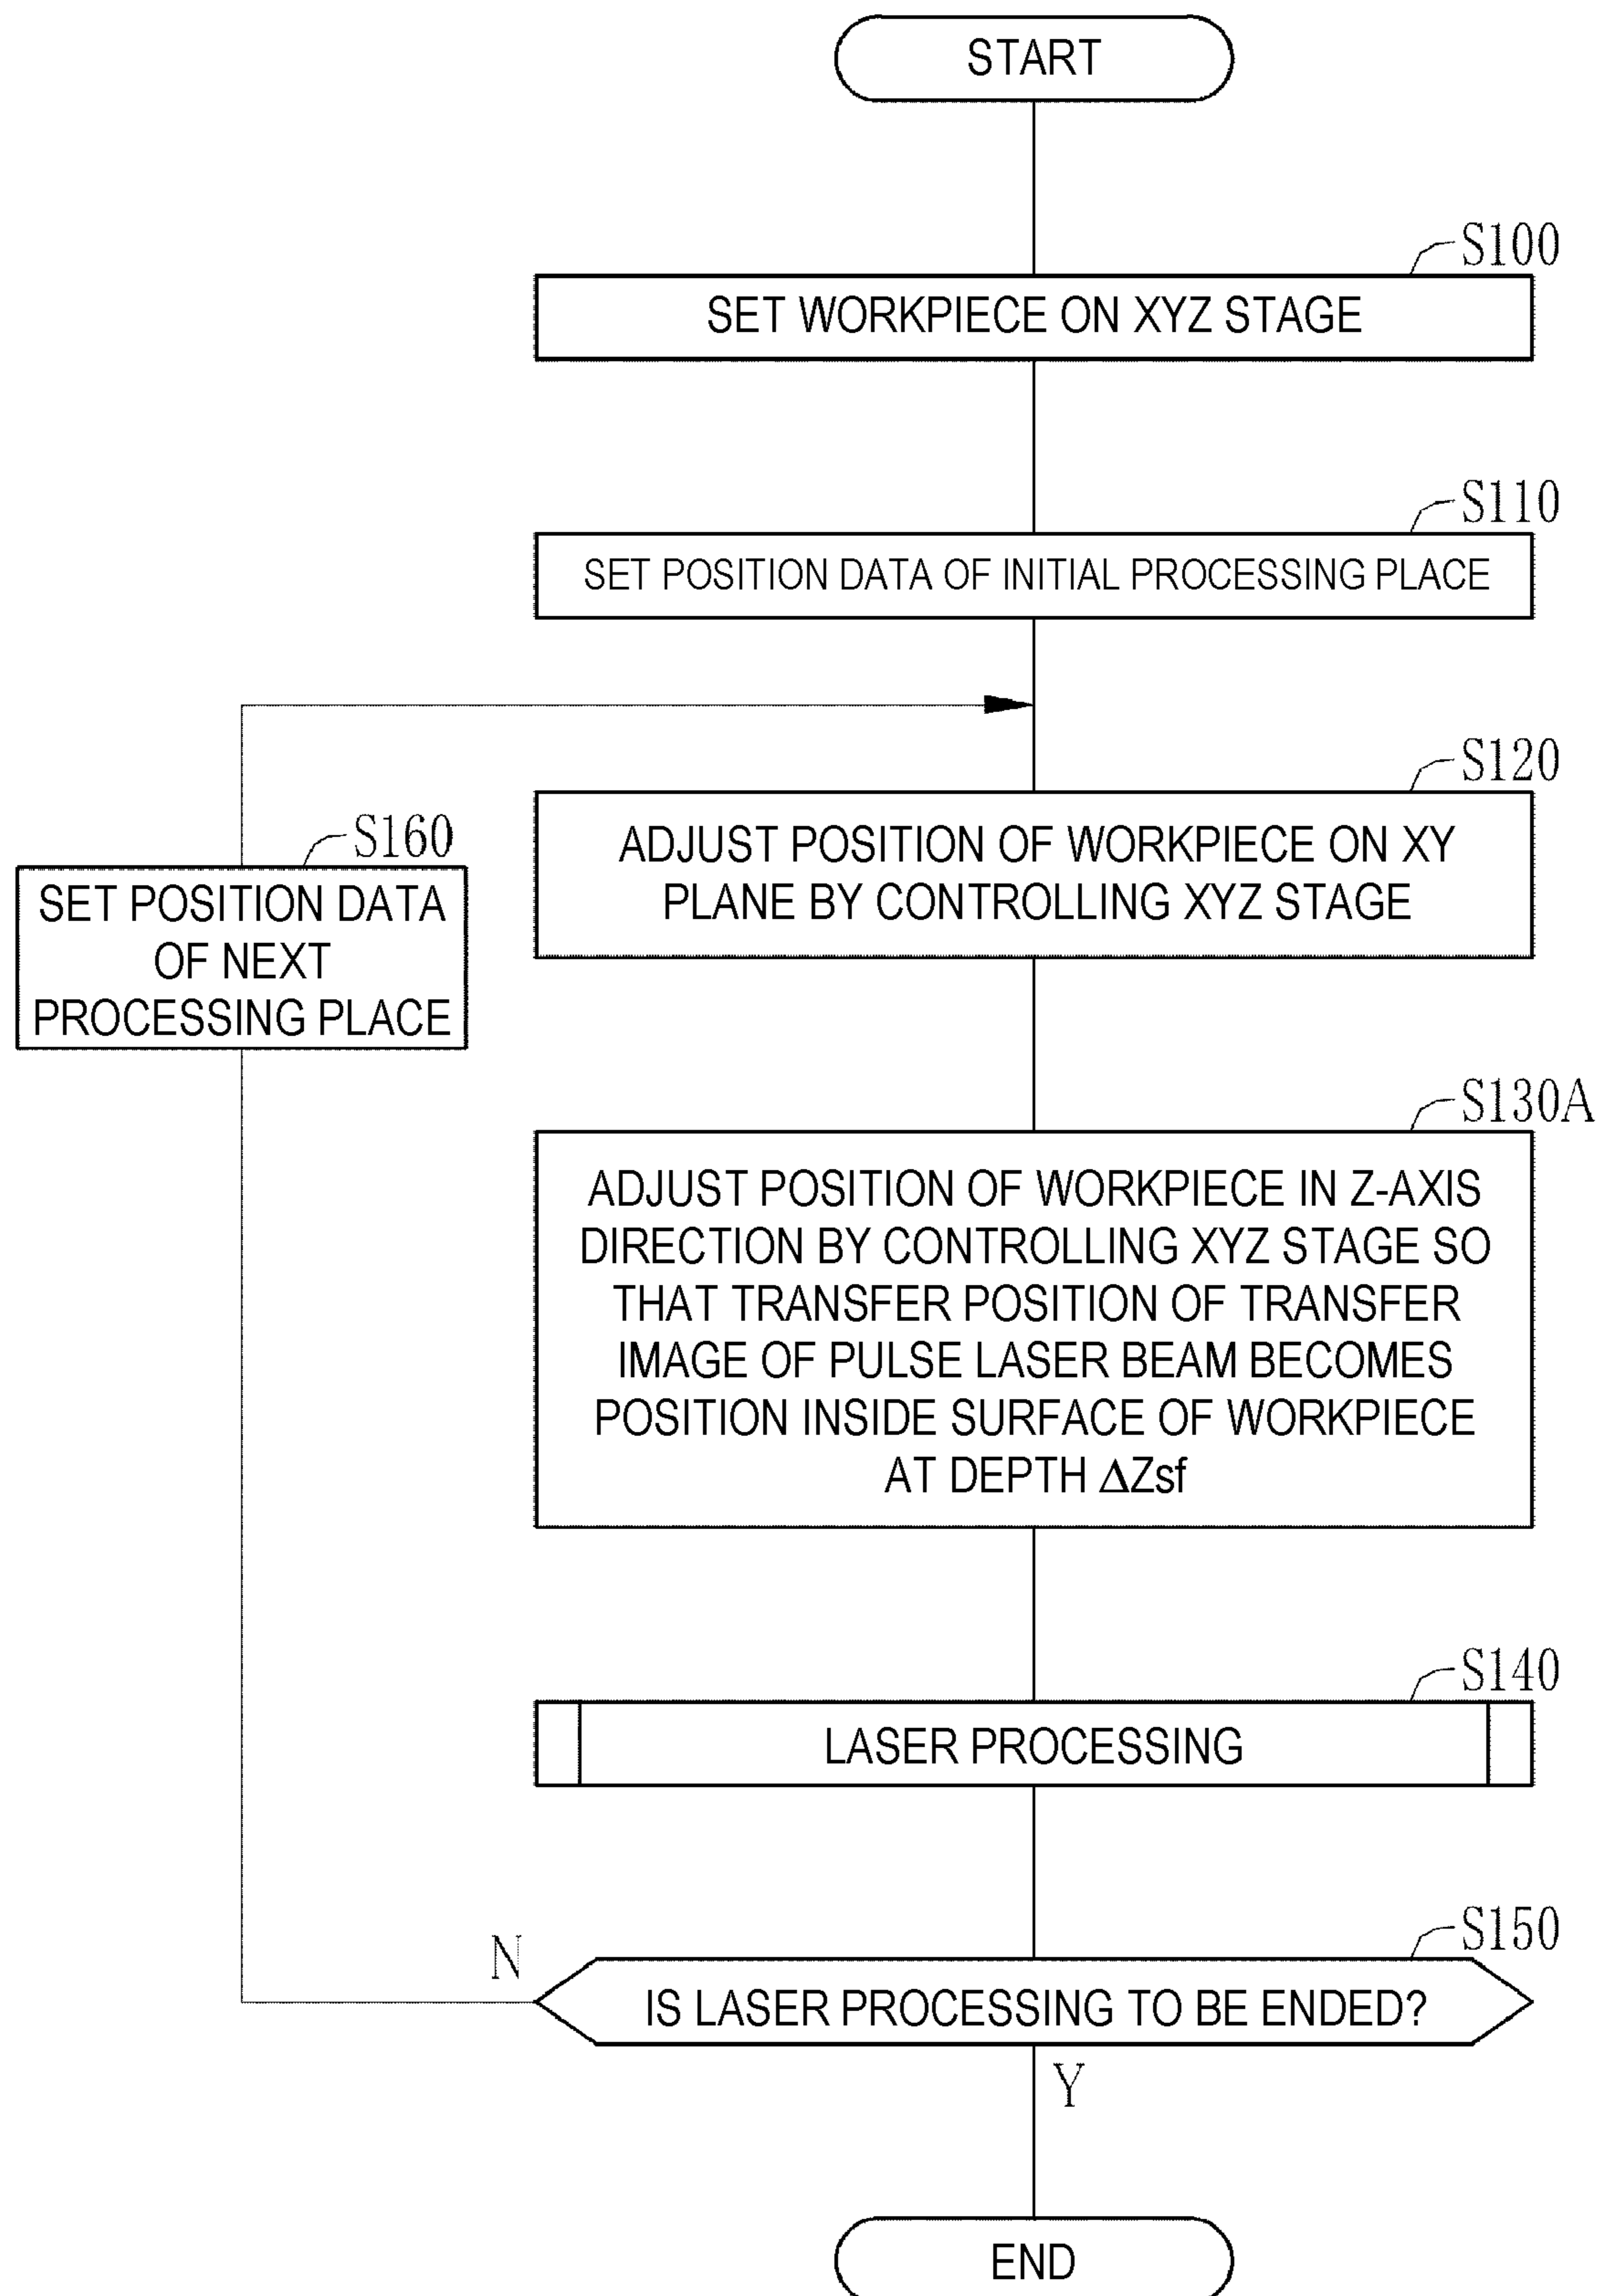 START
S100
SET WORKPIECE ON XYZ STAGE
S110
SET POSITION DATA OF INITIAL PROCESSING PLACE
S120
ADJUST POSITION OF WORKPIECE ON XY
PLANE BY CONTROLLING XYZ STAGE
S160
SET POSITION DATA
OF NEXT
PROCESSING PLACE
S130A
ADJUST POSITION OF WORKPIECE IN Z-AXIS
DIRECTION BY CONTROLLING XYZ STAGE SO
THAT TRANSFER POSITION OF TRANSFER
IMAGE OF PULSE LASER BEAM BECOMES
POSITION INSIDE SURFACE OF WORKPIECE
AT DEPTH ΔZsf
S140
LASER PROCESSING
S150
N
IS LASER PROCESSING TO BE ENDED?
Y
END